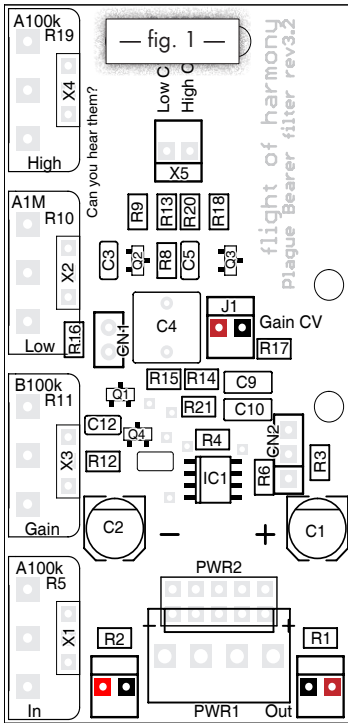 A100k
R19
X4
High
Can you hear them?
— fig. 1 —
Low C
High C
X5
flight of harmony
Plague Bearer filter rev3.2
A1M
R10
X2
Low
R16
R9
R13
R20
R18
C3
Q2
R8
C5
Q3
CN1
C4
J1
Gain CV
R17
B100k
R11
X3
Gain
R15
R14
C9
Q1
R21
C10
C12
Q4
R4
CN2
R12
IC1
R6
R3
C2
−
+
C1
A100k
R5
X1
In
PWR2
R2
+
+
R1
PWR1
Out